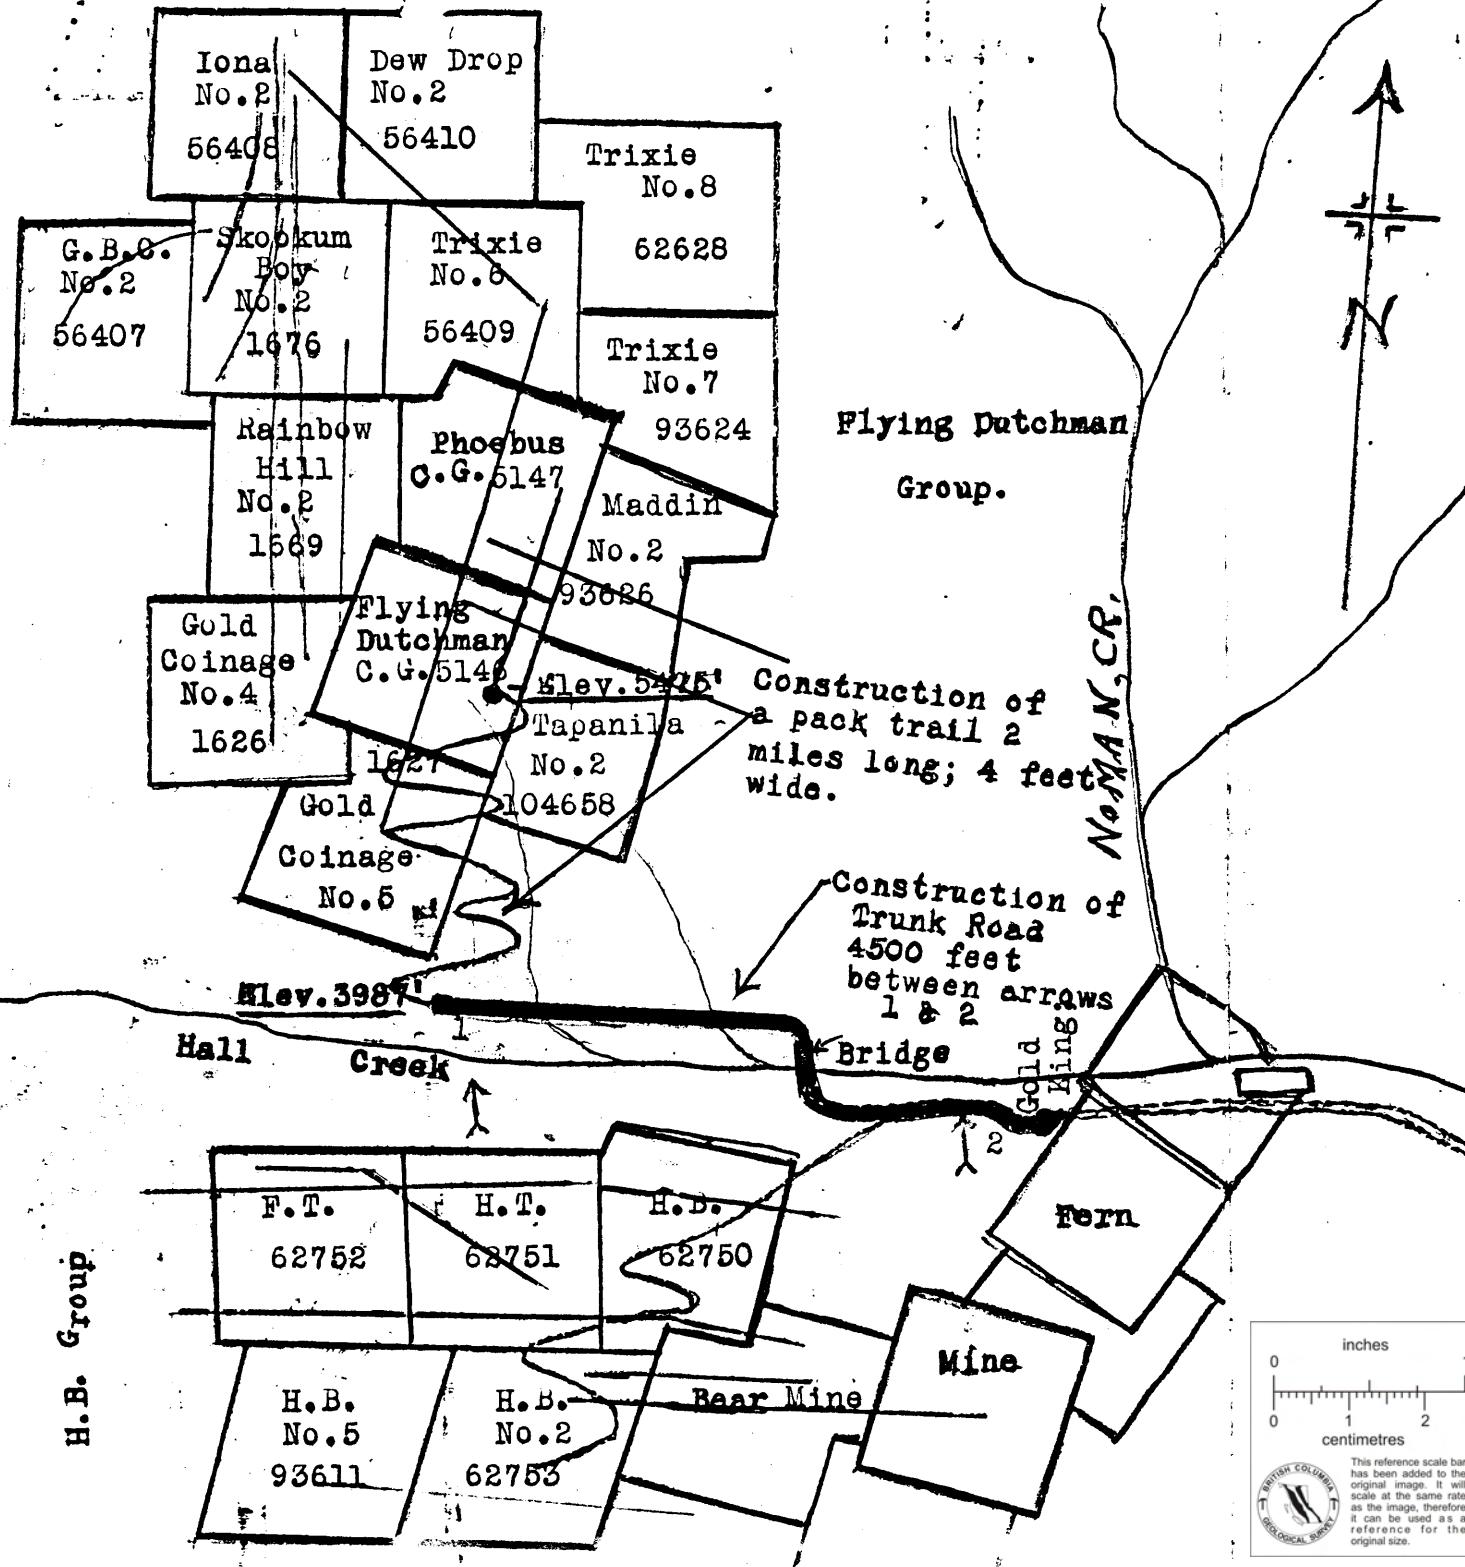 Iona
No.2
56408
Dew Drop
No.2
56410
Trixie
No.8
62628
G.B.C.
No.2
56407
Skookum
Boy
No.2
1676
Trixie
No.6
56409
Trixie
No.7
93624
Rainbow
Hill
No.2
1669
Phoebus
C.G.5147
Maddin
No.2
93626
Flying Dutchman
Group.
N
Gold
Coinage
No.4
1626
Flying
Dutchman
C.G.5146
Elev.5475'
Tapanila
No.2
104658
1627
Gold
Coinage
No.5
Construction of
a pack trail 2
miles long; 4 feet
wide.
NOMAN, CR.
Construction of
Trunk Road
4500 feet
between arrows
1 & 2
Elev.3987'
1
Hall Creek
Bridge
Gold
King
2
H.B. Group
F.T.
62752
H.T.
62751
H.B.
62750
Fern
Mine
Bear Mine
H.B.
No.5
93611
H.B.
No.2
62753
inches
0
0 1 2
centimetres
BRITISH COLUMBIA
GEOLOGICAL SURVEY
This reference scale bar
has been added to the
original image. It will
scale at the same rate
as the image, therefore
it can be used as a
reference for the
original size.